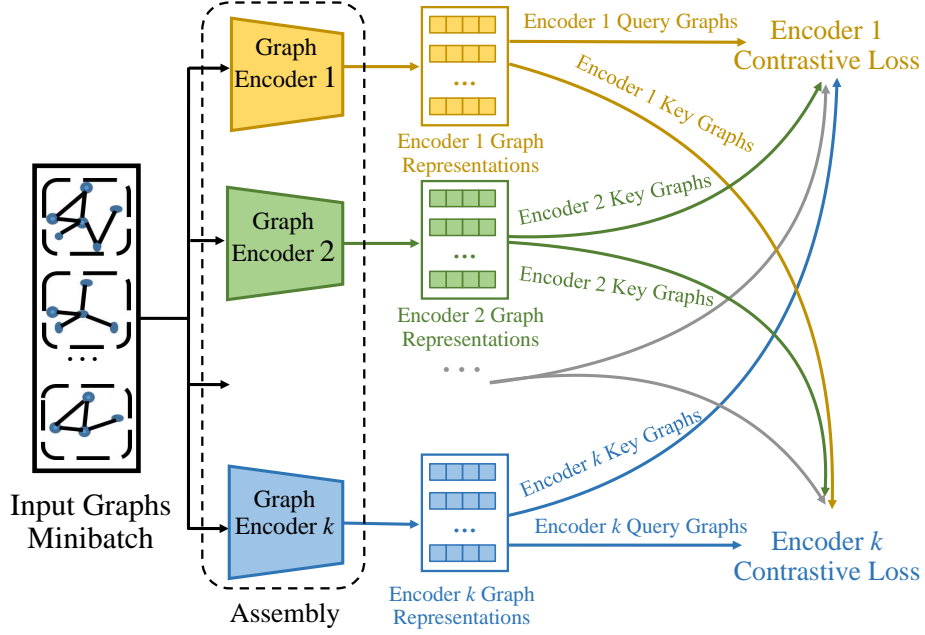 Graph
Encoder 1
Encoder 1 Query Graphs
Encoder 1
Contrastive Loss
...
Encoder 1 Key Graphs
Encoder 1 Graph
Representations
Graph
Encoder 2
Encoder 2 Key Graphs
...
Encoder 2 Key Graphs
Encoder 2 Graph
Representations
...
...
Input Graphs
Minibatch
Graph
Encoder k
Encoder k Key Graphs
...
Encoder k Query Graphs
Encoder k
Contrastive Loss
Encoder k Graph
Representations
Assembly